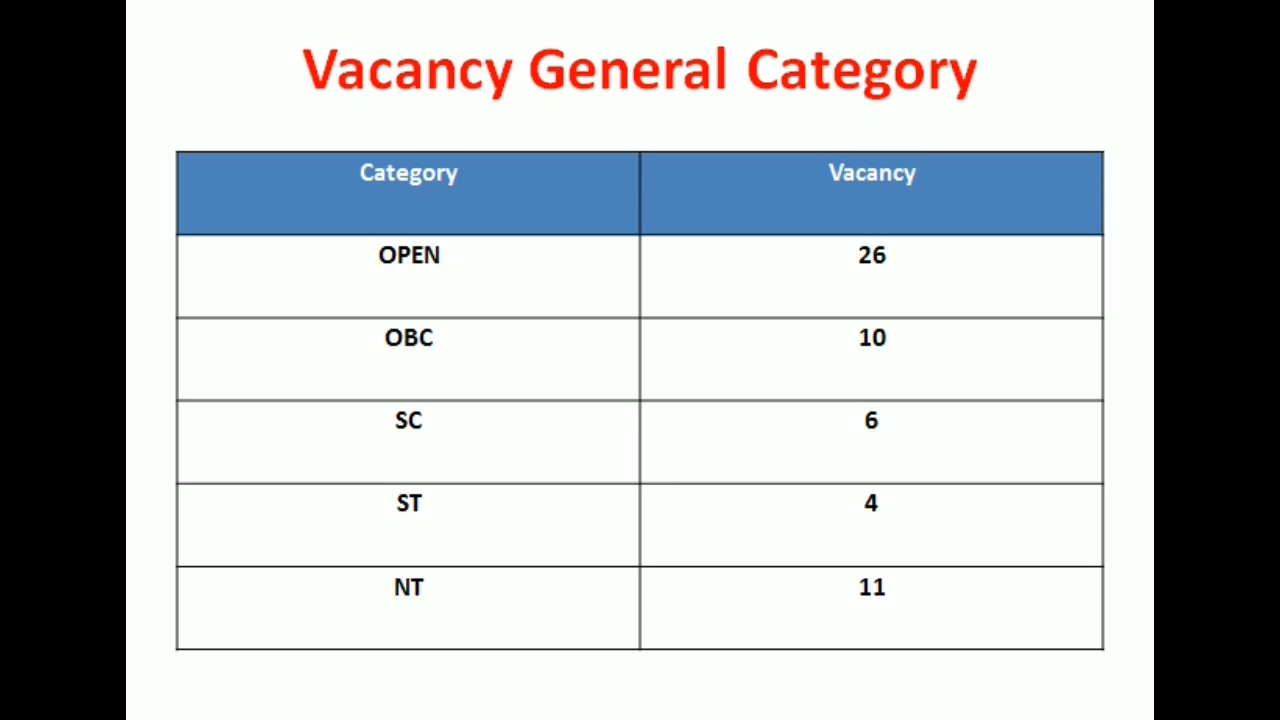 Vacancy General Category
Category Vacancy
OPEN 26
OBC 10
SC 6
ST 4
NT 11